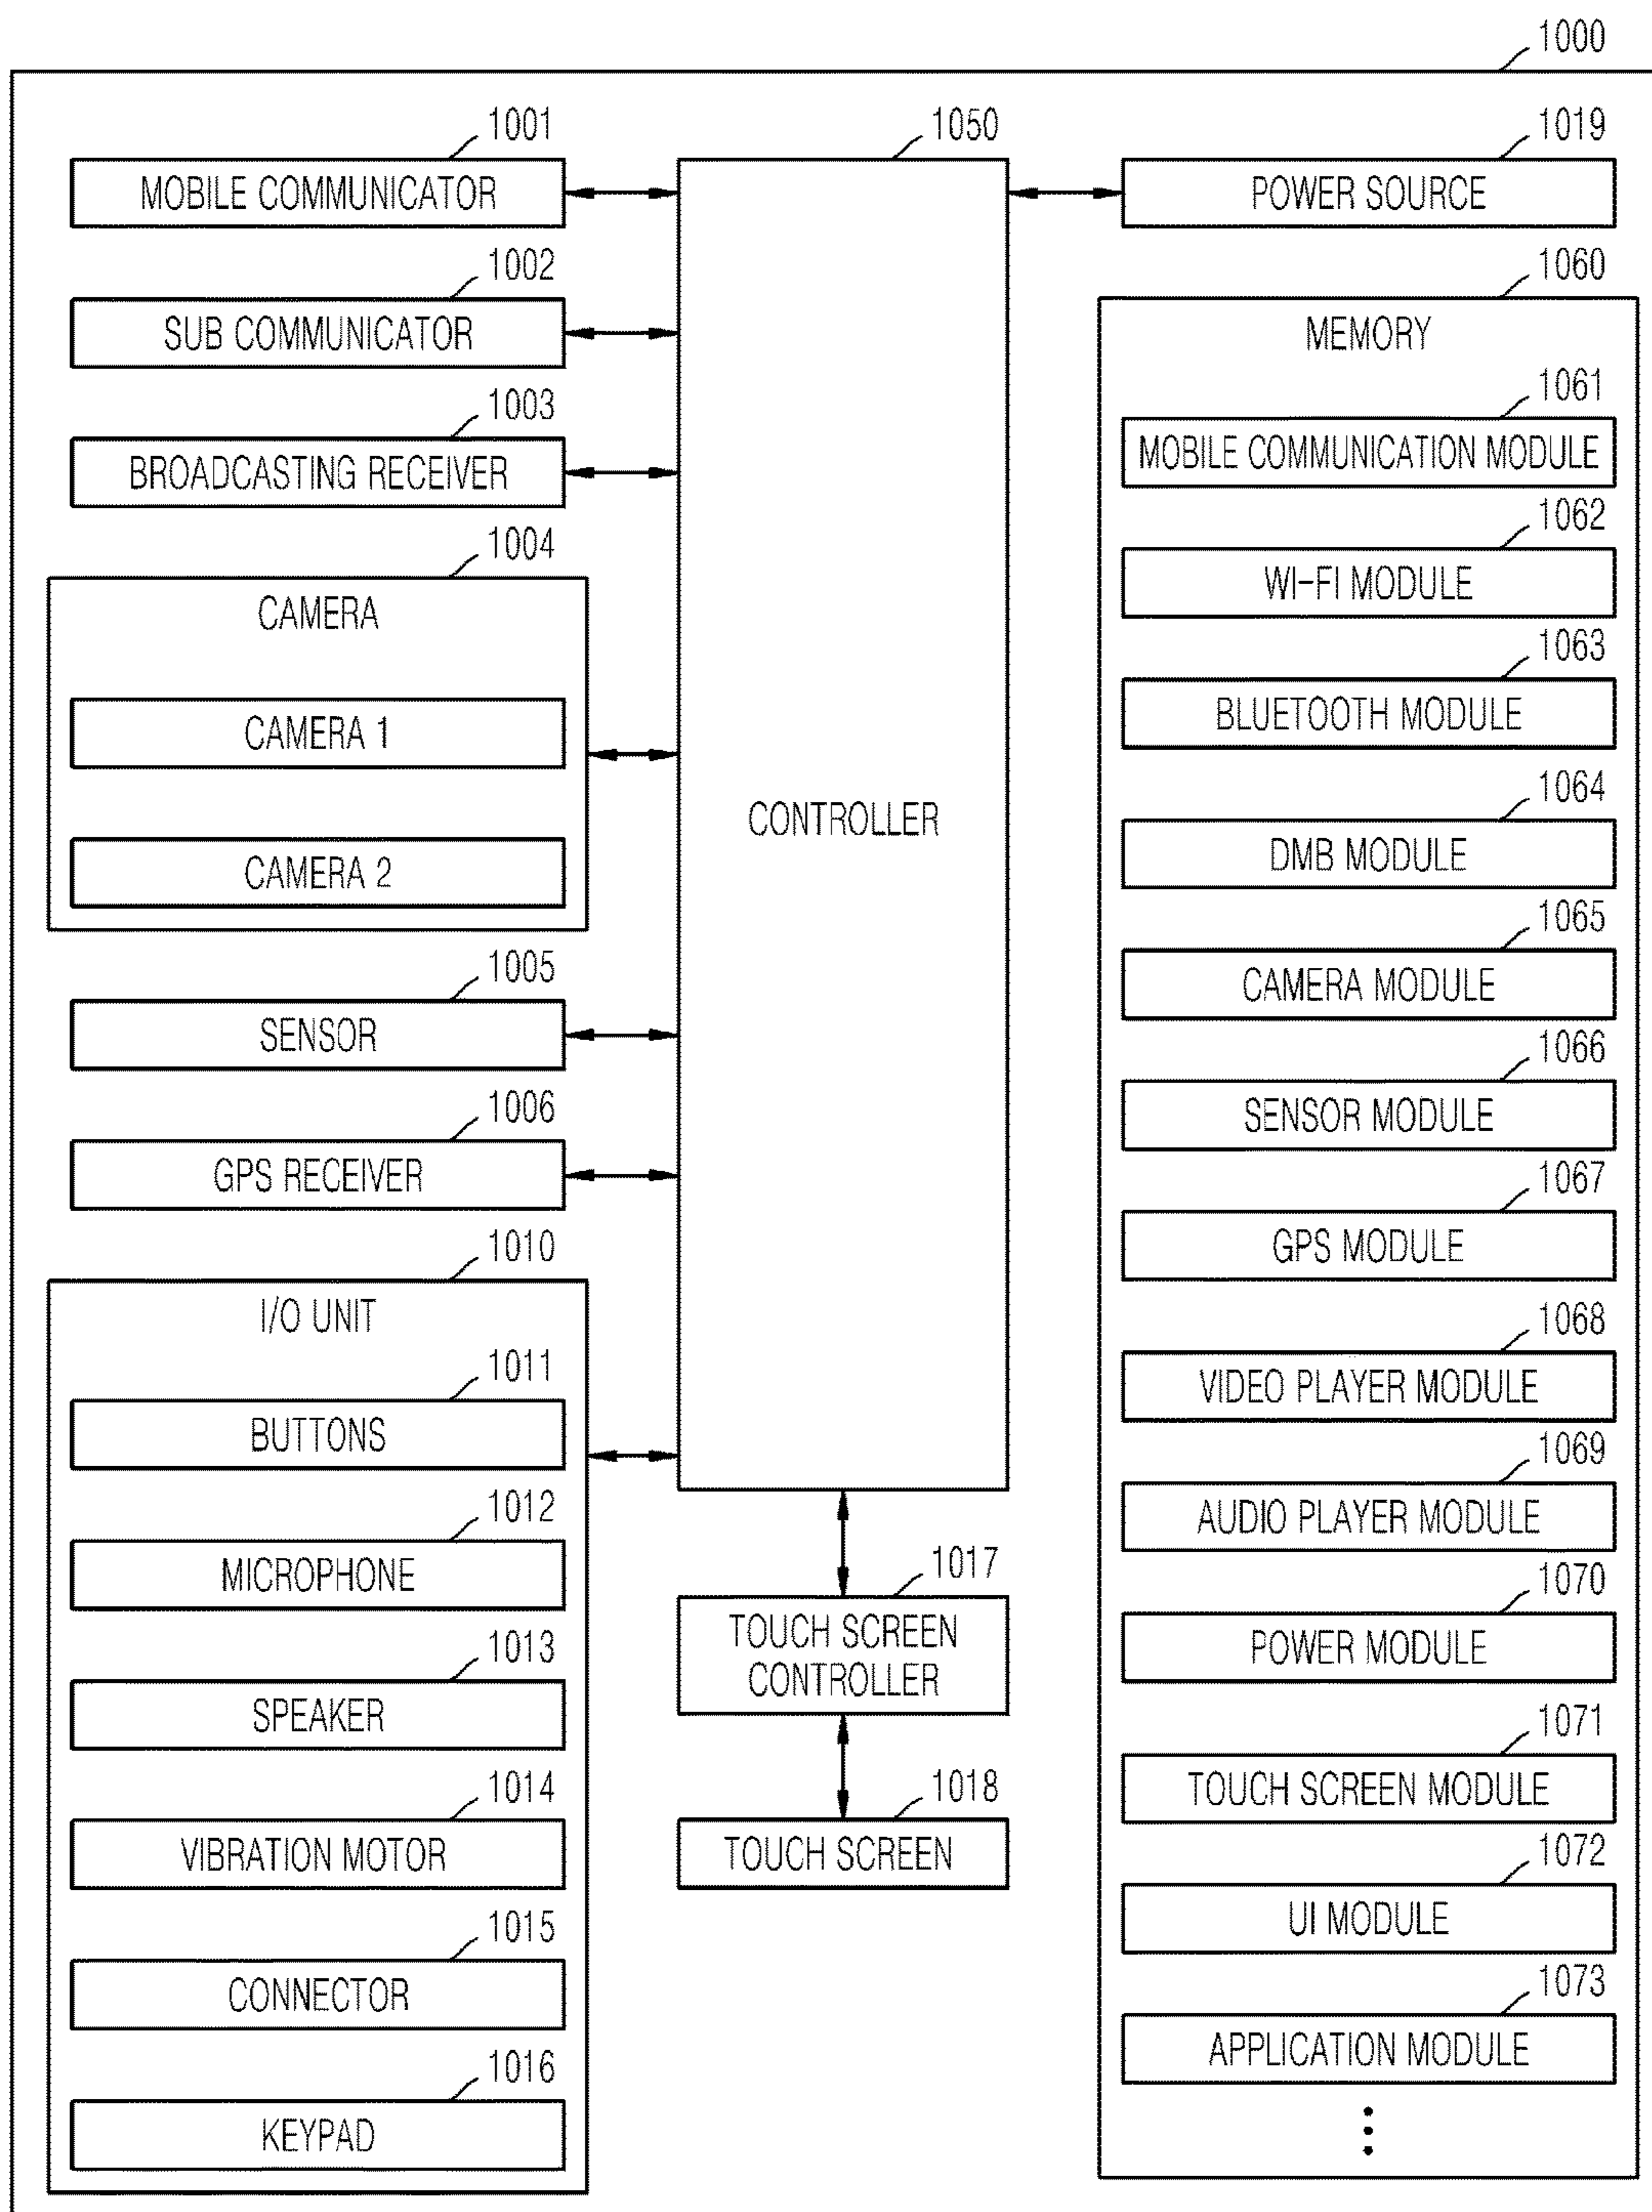 1000
1001
MOBILE COMMUNICATOR
1002
SUB COMMUNICATOR
1003
BROADCASTING RECEIVER
1004
CAMERA
CAMERA 1
CAMERA 2
1005
SENSOR
1006
GPS RECEIVER
1010
I/O UNIT
1011
BUTTONS
1012
MICROPHONE
1013
SPEAKER
1014
VIBRATION MOTOR
1015
CONNECTOR
1016
KEYPAD
1050
CONTROLLER
1017
TOUCH SCREEN
CONTROLLER
1018
TOUCH SCREEN
1019
POWER SOURCE
1060
MEMORY
1061
MOBILE COMMUNICATION MODULE
1062
WI-FI MODULE
1063
BLUETOOTH MODULE
1064
DMB MODULE
1065
CAMERA MODULE
1066
SENSOR MODULE
1067
GPS MODULE
1068
VIDEO PLAYER MODULE
1069
AUDIO PLAYER MODULE
1070
POWER MODULE
1071
TOUCH SCREEN MODULE
1072
UI MODULE
1073
APPLICATION MODULE